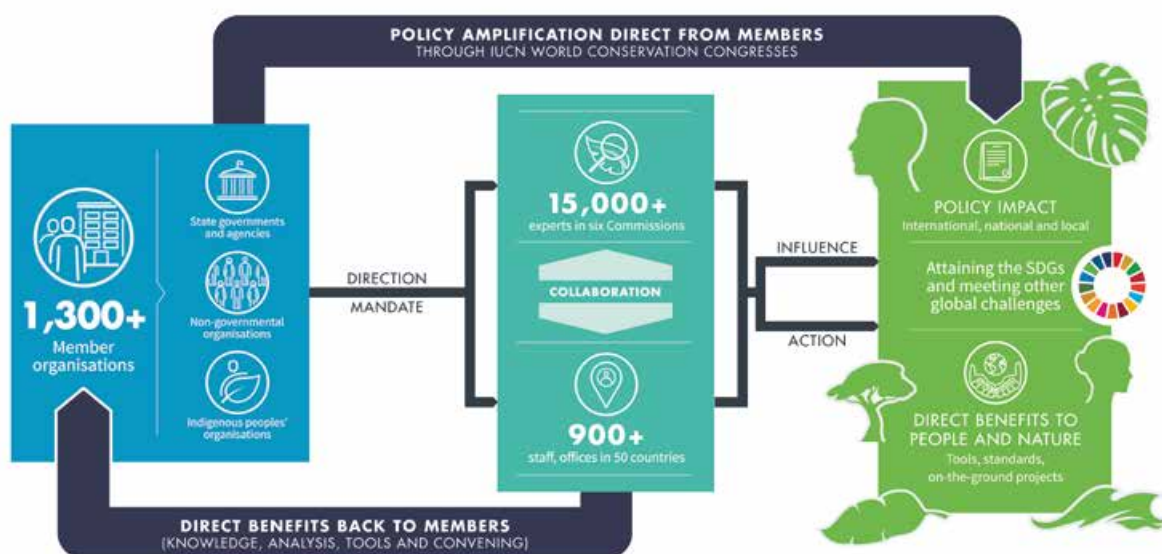 POLICY AMPLIFICATION DIRECT FROM MEMBERS
THROUGH IUCN WORLD CONSERVATION CONGRESSES
1,300+
Member
organisations
State governments
and agencies
Non-governmental
organisations
Indigenous peoples'
organisations
DIRECTION
MANDATE
15,000+
experts in six Commissions
COLLABORATION
900+
staff, offices in 50 countries
INFLUENCE
ACTION
POLICY IMPACT
International, national and local
Attaining the SDGs
and meeting other
global challenges
DIRECT BENEFITS TO
PEOPLE AND NATURE
Tools, standards,
on-the-ground projects
DIRECT BENEFITS BACK TO MEMBERS
(KNOWLEDGE, ANALYSIS, TOOLS AND CONVENING)